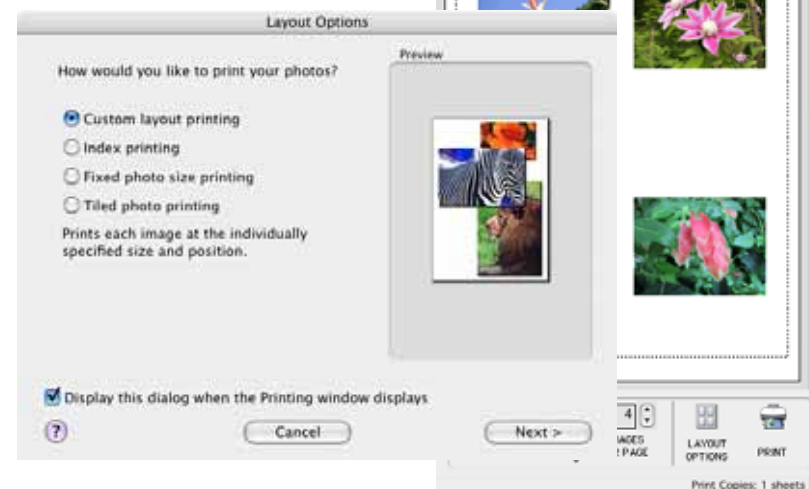 Layout Options
How would you like to print your photos?
Preview
Custom layout printing
Index printing
Fixed photo size printing
Tiled photo printing
Prints each image at the individually
specified size and position.
Display this dialog when the Printing window displays
?
Cancel
Next >
4
PAGE
LAYOUT
OPTIONS
PRINT
Print Copies: 1 sheets